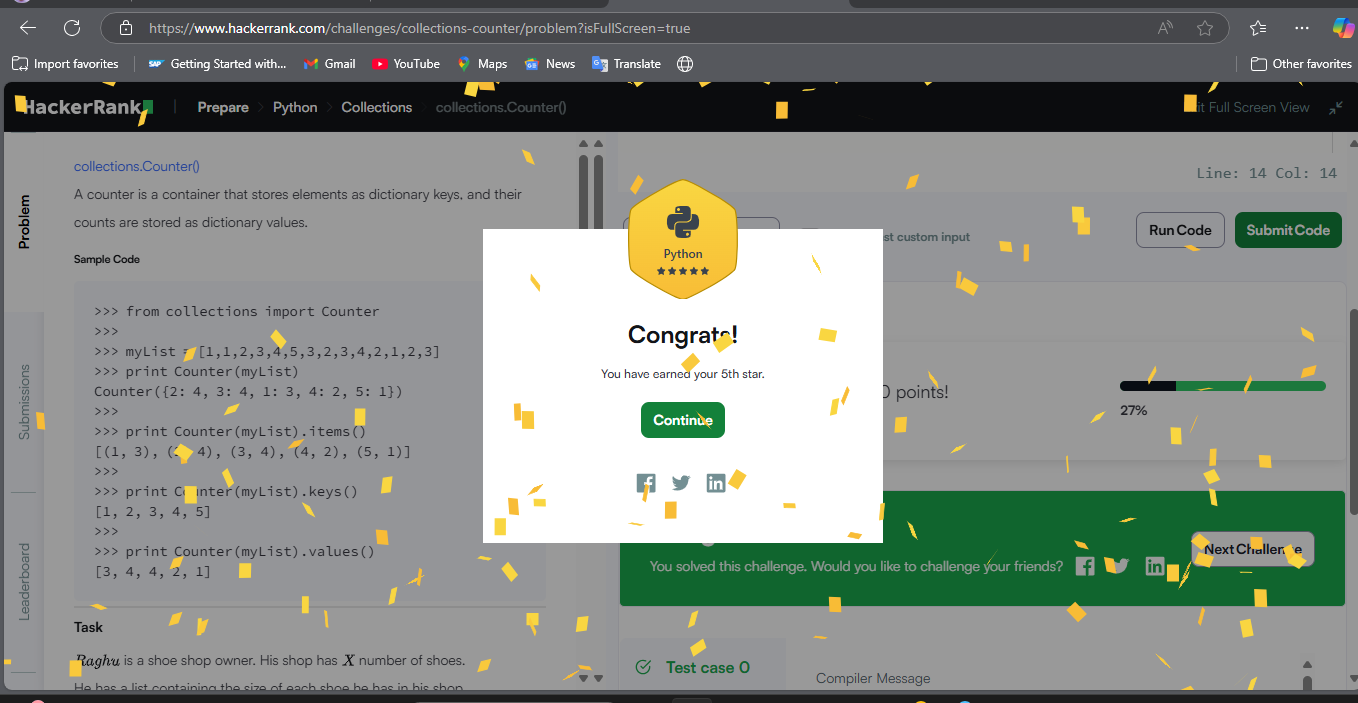 https://www.hackerrank.com/challenges/collections-counter/problem?isFullScreen=true
Import favorites
Getting Started with...
Gmail
YouTube
Maps
News
Translate
Other favorites
HackerRank
Prepare
Python
Collections
collections.Counter()
it Full Screen View
Problem
Submissions
Leaderboard
collections.Counter()
A counter is a container that stores elements as dictionary keys, and their
counts are stored as dictionary values.
Sample Code
>>> from collections import Counter
>>>
>>> myList = [1,1,2,3,4,5,3,2,3,4,2,1,2,3]
>>> print Counter(myList)
Counter({2: 4, 3: 4, 1: 3, 4: 2, 5: 1})
>>>
>>> print Counter(myList).items()
[(1, 3), (2, 4), (3, 4), (4, 2), (5, 1)]
>>>
>>> print Counter(myList).keys()
[1, 2, 3, 4, 5]
>>>
>>> print Counter(myList).values()
[3, 4, 4, 2, 1]
Task
Raghu is a shoe shop owner. His shop has X number of shoes.
He has a list containing the size of each shoe he has in his shop.
Python
Congrats!
You have earned your 5th star.
Continue
Line: 14 Col: 14
st custom input
Run Code
Submit Code
0 points!
27%
You solved this challenge. Would you like to challenge your friends?
Next Challenge
Test case 0
Compiler Message